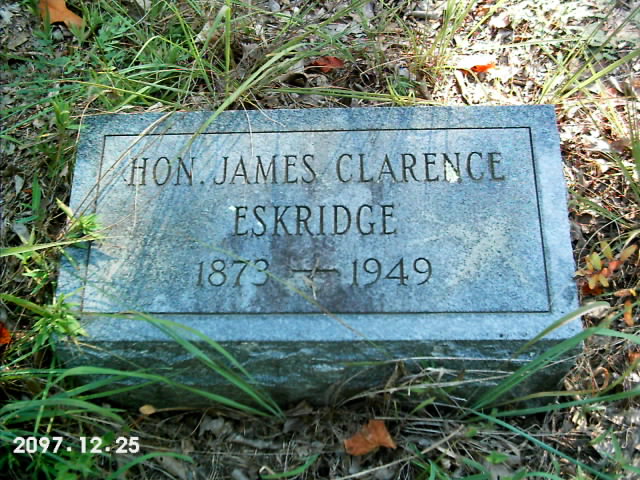 HON. JAMES CLARENCE
ESKRIDGE
1873 — 1949
2097.12.25